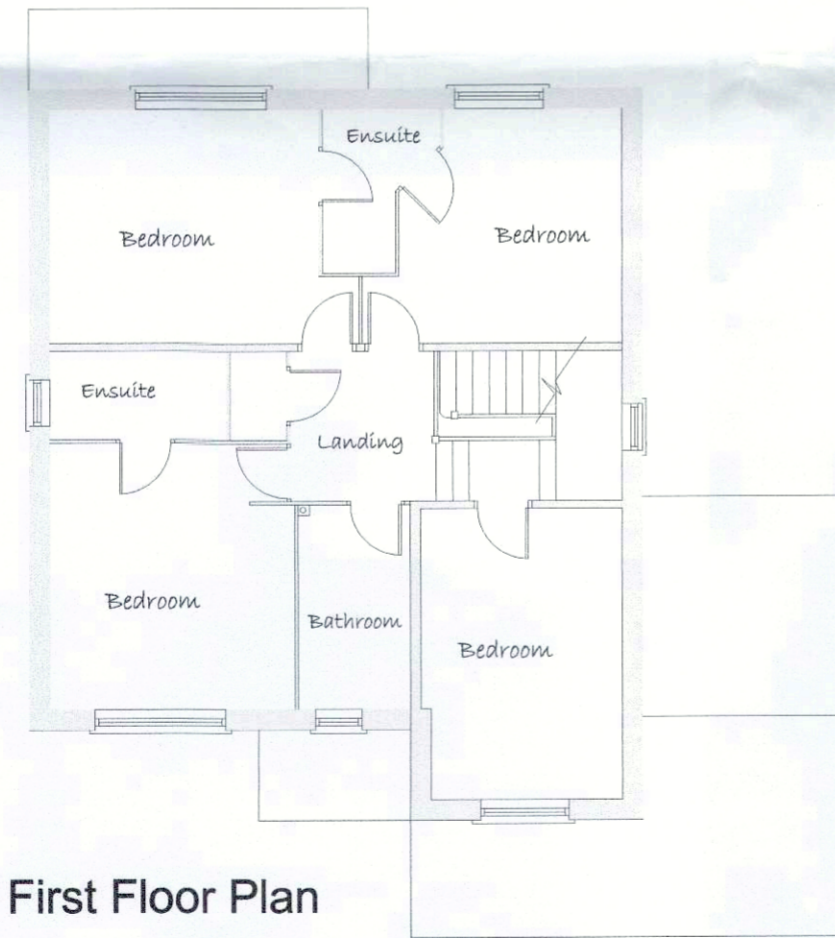 Ensuite
Bedroom
Bedroom
Ensuite
Landing
Bedroom
Bathroom
Bedroom
First Floor Plan